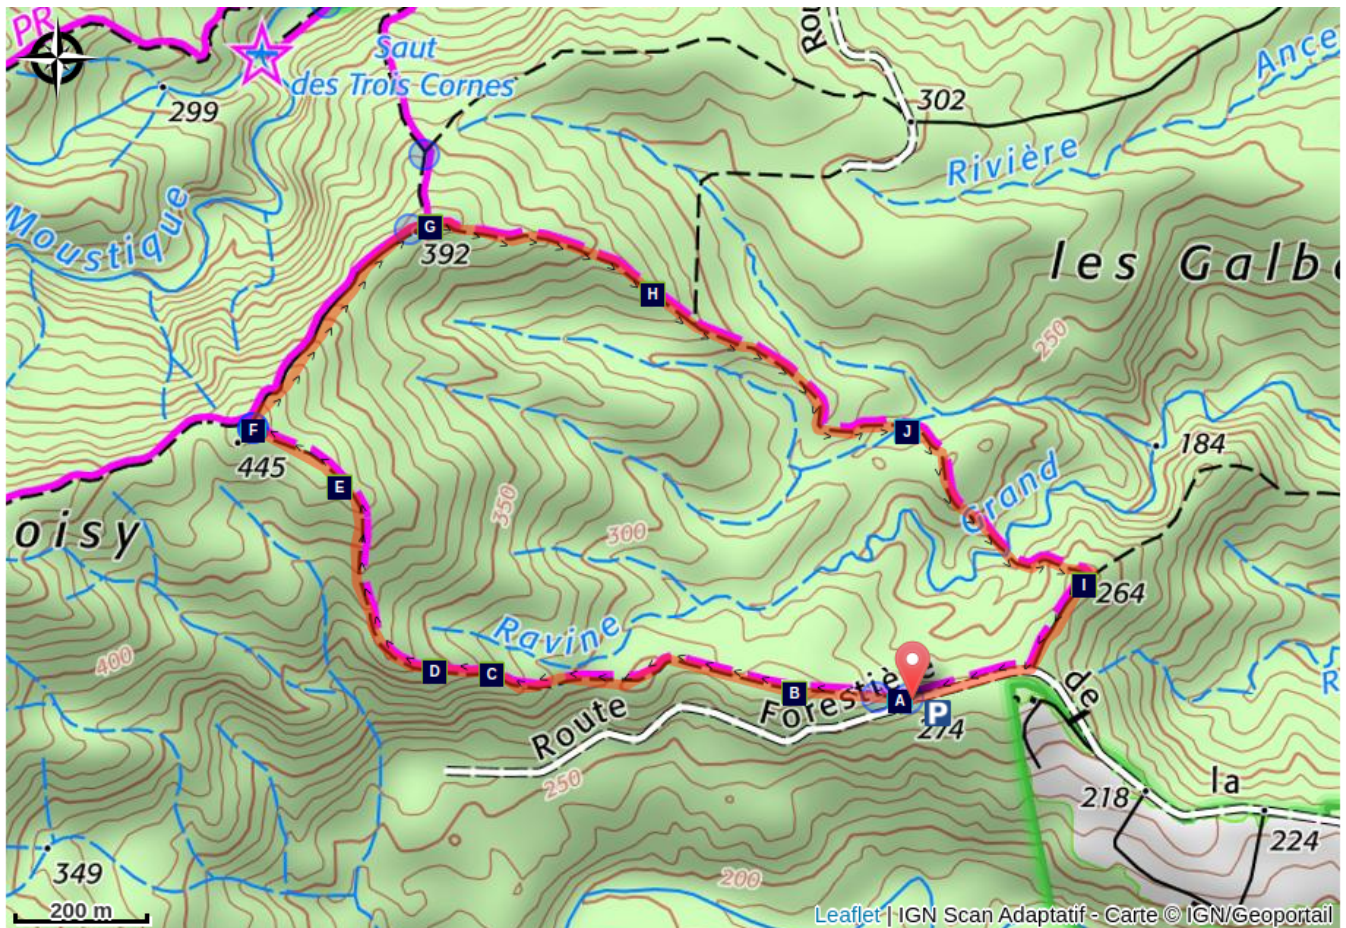 PR
Saut
des Trois Cornes
299
302
Rivière
Ance
Moustique
les Galb
G
392
H
250
F
445
J
184
E
350
Grand
oisy
300
I
264
400
Ravine
D
C
B
A
P
274
Route
Forestière
de
la
250
218
224
349
200
R
200 m
Leaflet | IGN Scan Adaptatif - Carte © IGN/Geoportail